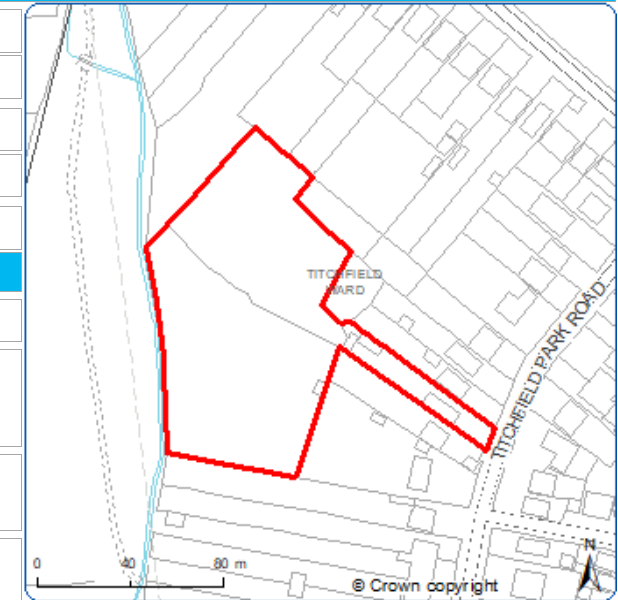 TITCHFIELD
WARD
TITCHFIELD PARK ROAD
N
0 40 80 m
© Crown copyright